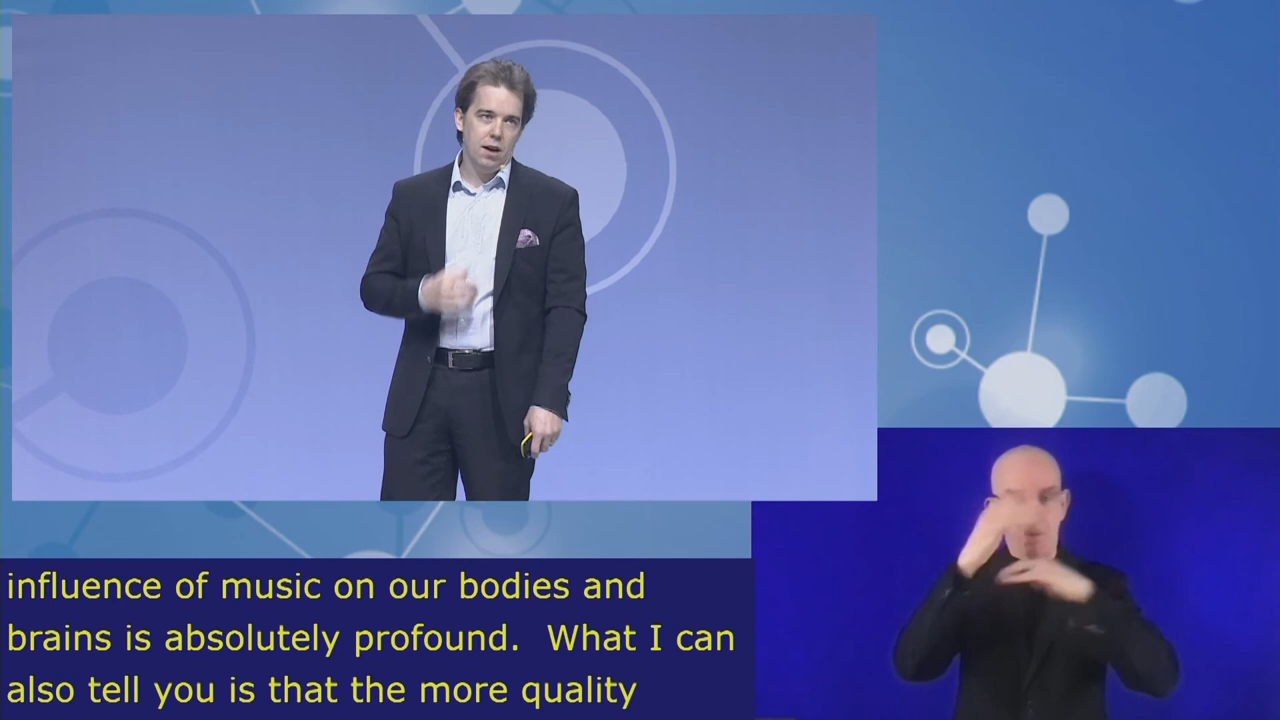 influence of music on our bodies and
brains is absolutely profound.  What I can
also tell you is that the more quality